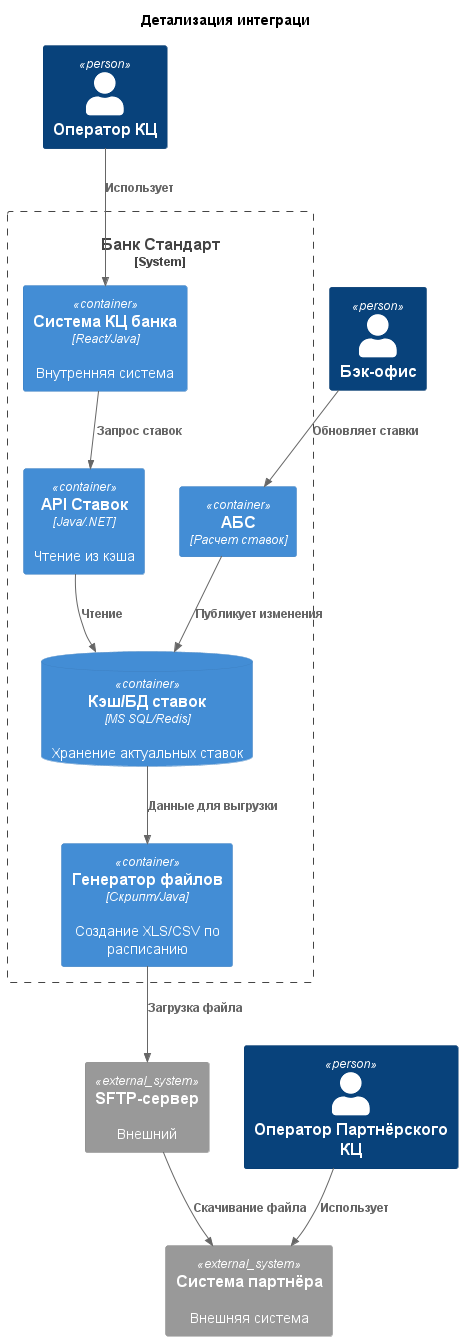 Детализация интеграци
«person»
Оператор КЦ
Использует
Банк Стандарт
[System]
«container»
Система КЦ банка
[React/Java]
Внутренняя система
«person»
Бэк-офис
Запрос ставок
Обновляет ставки
«container»
API Ставок
[Java/.NET]
Чтение из кэша
«container»
АБС
[Расчет ставок]
Чтение
Публикует изменения
«container»
Кэш/БД ставок
[MS SQL/Redis]
Хранение актуальных ставок
Данные для выгрузки
«container»
Генератор файлов
[Скрипт/Java]
Создание XLS/CSV по
расписанию
Загрузка файла
«external_system»
SFTP-сервер
Внешний
«person»
Оператор Партнёрского
КЦ
Скачивание файла
Использует
«external_system»
Система партнёра
Внешняя система